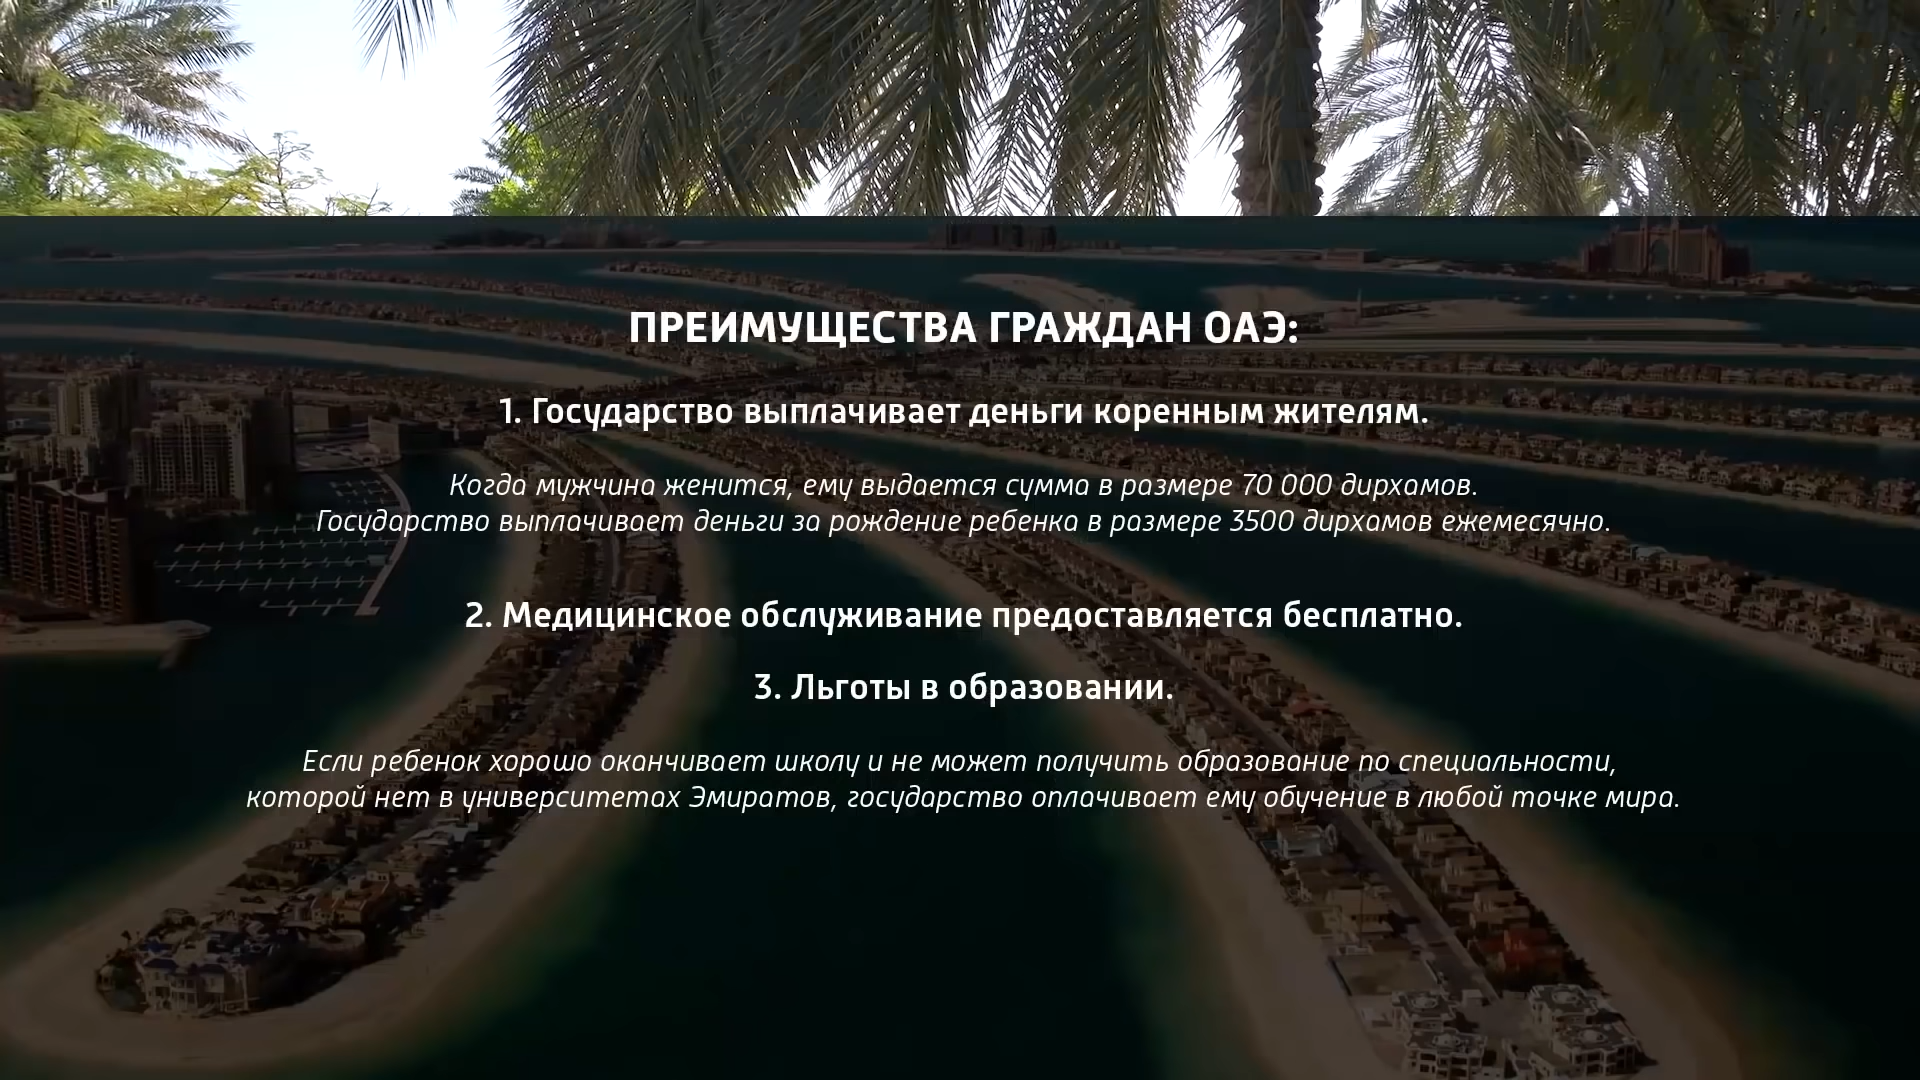 ПРЕИМУЩЕСТВА ГРАЖДАН ОАЭ:
1. Государство выплачивает деньги коренным жителям.
Когда мужчина женится, ему выдается сумма в размере 70 000 дирхамов.
Государство выплачивает деньги за рождение ребенка в размере 3500 дирхамов ежемесячно.
2. Медицинское обслуживание предоставляется бесплатно.
3. Льготы в образовании.
Если ребенок хорошо оканчивает школу и не может получить образование по специальности,
которой нет в университетах Эмиратов, государство оплачивает ему обучение в любой точке мира.